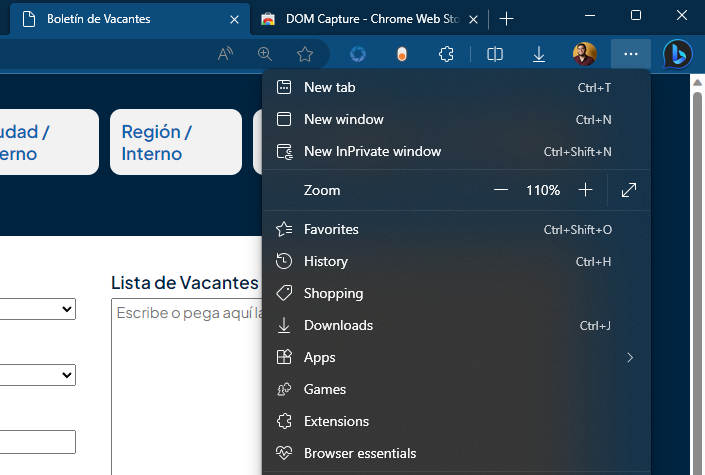 Boletín de Vacantes
DOM Capture - Chrome Web Sto
New tab Ctrl+T
New window Ctrl+N
New InPrivate window Ctrl+Shift+N
Zoom 110%
Favorites Ctrl+Shift+O
History Ctrl+H
Shopping
Downloads Ctrl+J
Apps
Games
Extensions
Browser essentials
udad /
erno
Región /
Interno
Lista de Vacantes
Escribe o pega aquí la